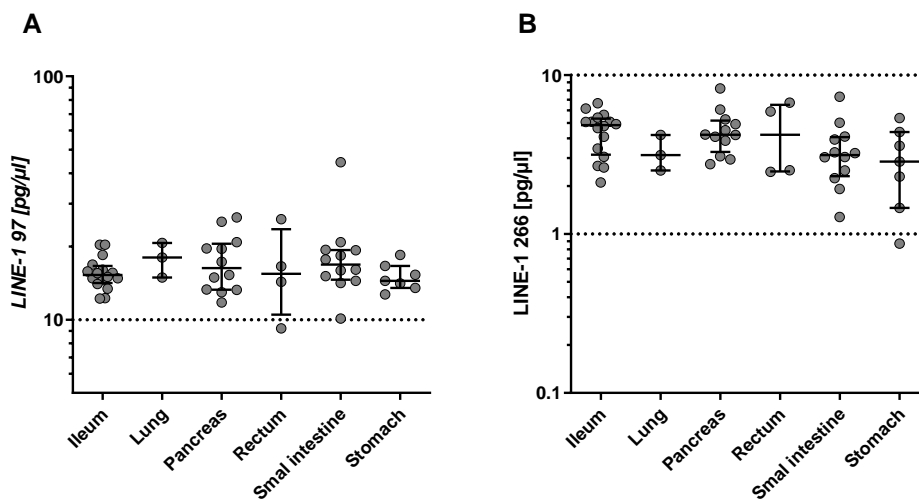 A
LINE-1 97 [pg/µl]
100
10
Ileum
Lung
Pancreas
Rectum
Smal intestine
Stomach
B
LINE-1 266 [pg/µl]
10
1
0.1
Ileum
Lung
Pancreas
Rectum
Smal intestine
Stomach